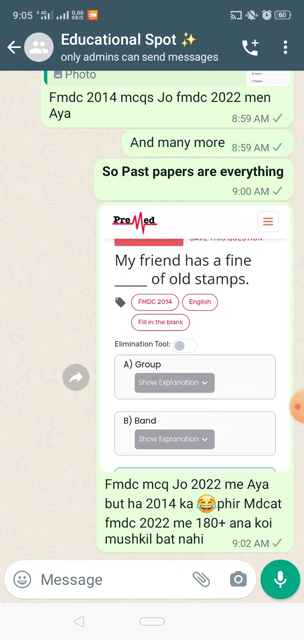 9:05
0.66
KB/S
60
Educational Spot ✨
only admins can send messages
Photo
Fmdc 2014 mcqs Jo fmdc 2022 men
Aya
8:59 AM
And many more
8:59 AM
So Past papers are everything
9:00 AM
PreMed
SAVE THIS QUESTION
My friend has a fine
_____ of old stamps.
FMDC 2014
English
Fill in the blank
Elimination Tool:
A) Group
Show Explanation
B) Band
Show Explanation
Fmdc mcq Jo 2022 me Aya
but ha 2014 ka 😂phir Mdcat
fmdc 2022 me 180+ ana koi
mushkil bat nahi
9:02 AM
Message